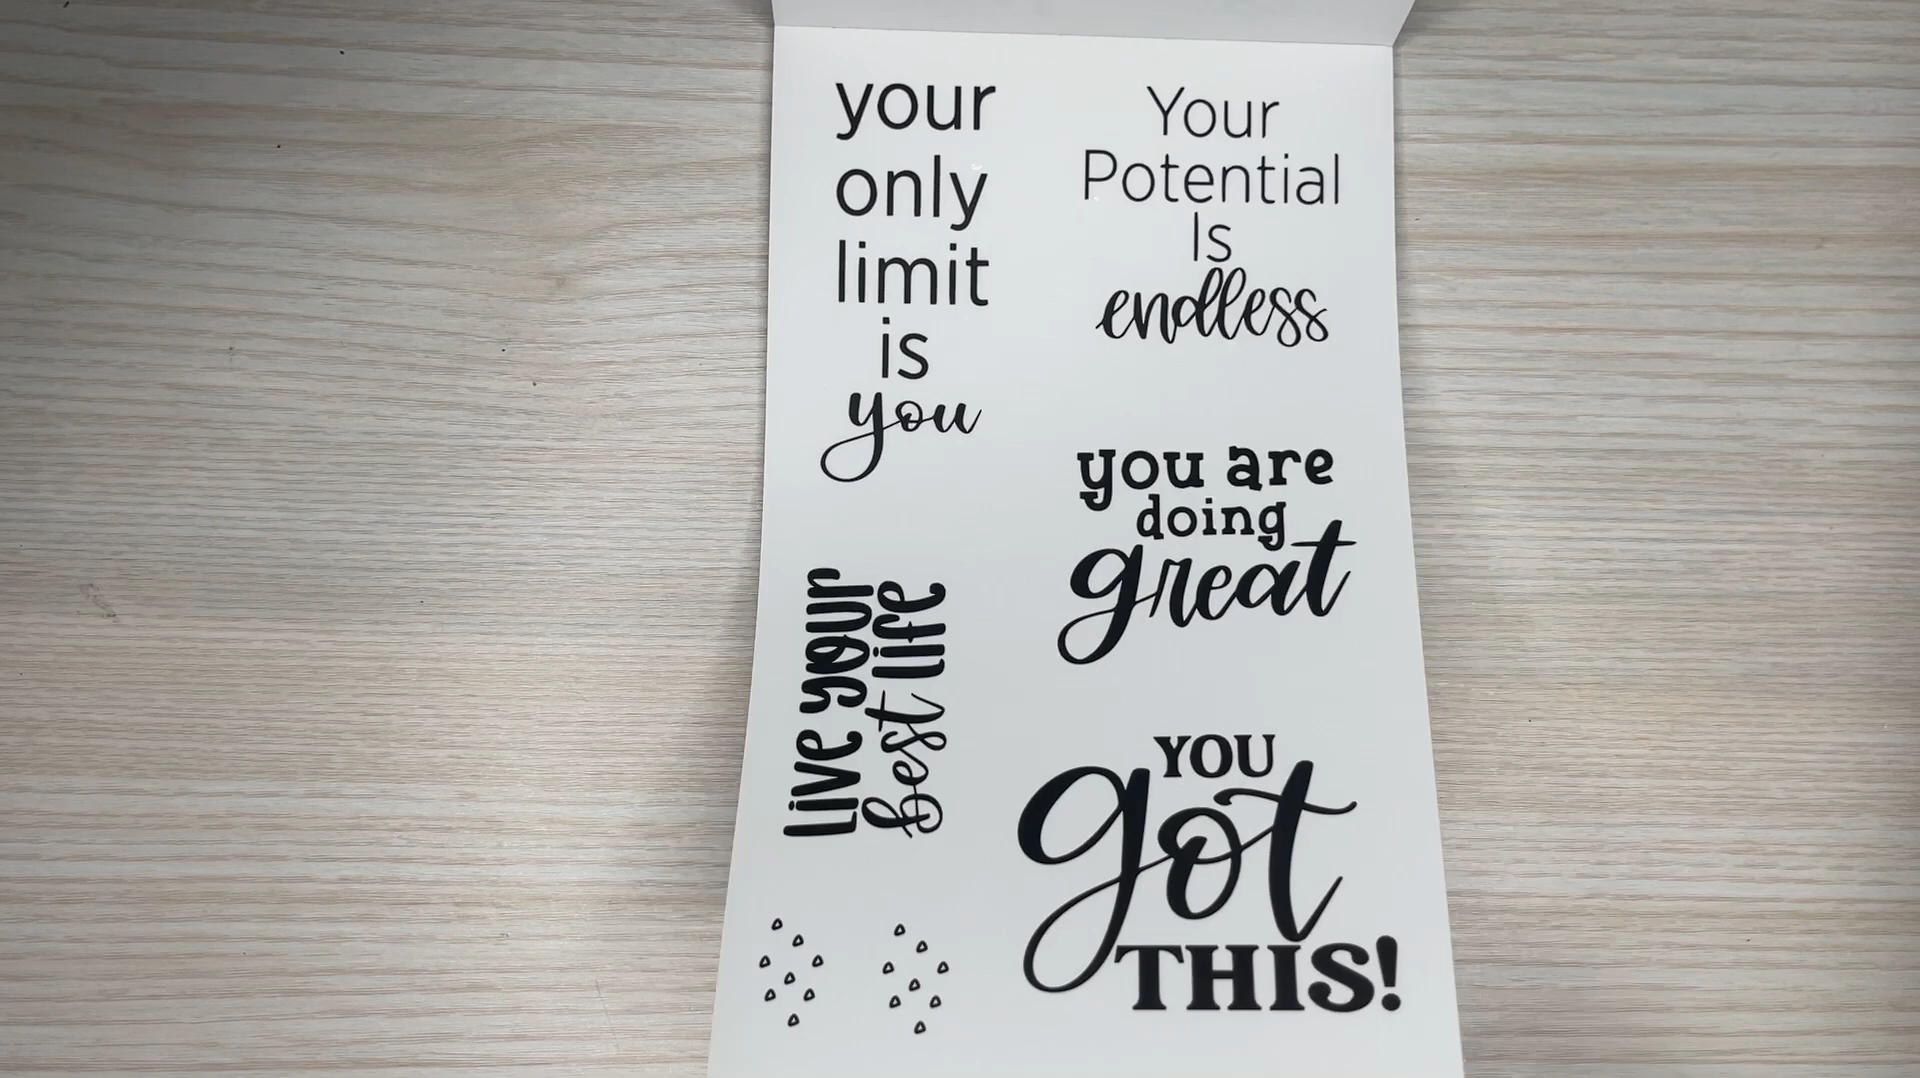 your
only
limit
is
you
Your
Potential
Is
endless
you are
doing
great
live your
best life
YOU
got
THIS!